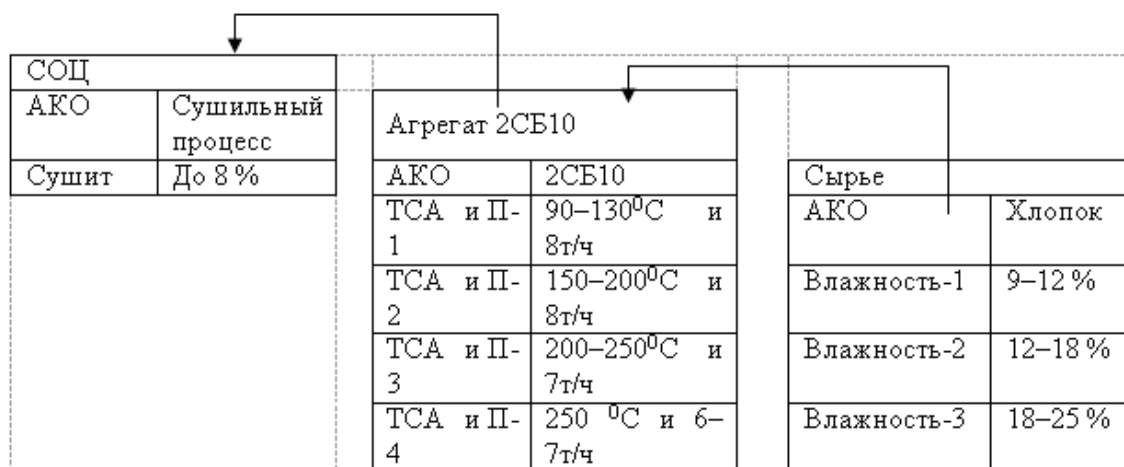 СОЦ
АКО
Сушильный
процесс
Сушит
До 8 %
Агрегат 2СБ10
АКО
2СБ10
ТСА и П-
1
90–130⁰С и
8т/ч
ТСА и П-
2
150–200⁰С и
8т/ч
ТСА и П-
3
200–250⁰С и
7т/ч
ТСА и П-
4
250 ⁰С и 6–
7т/ч
Сырье
АКО
Хлопок
Влажность-1
9–12 %
Влажность-2
12–18 %
Влажность-3
18–25 %